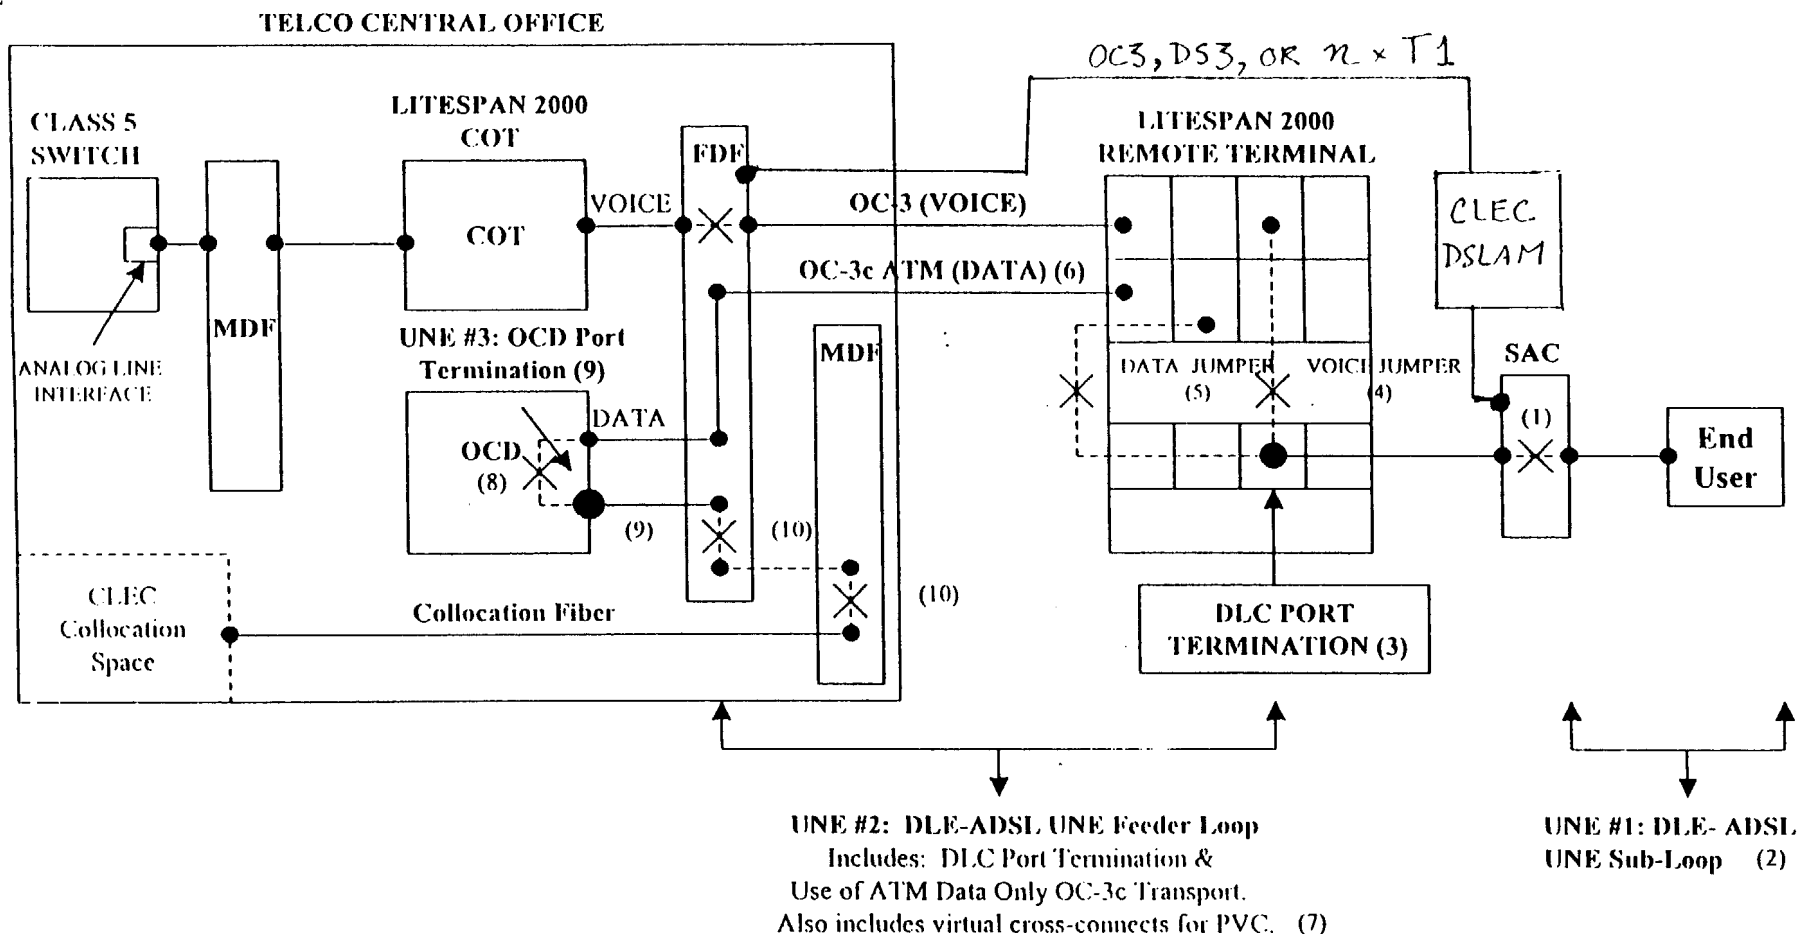 TELCO CENTRAL OFFICE
OC3, DS3, OR n × T1
LITESPAN 2000
COT
CLASS 5
SWITCH
FDF
LITESPAN 2000
REMOTE TERMINAL
VOICE
OC-3 (VOICE)
CLEC
DSLAM
COT
OC-3c ATM (DATA) (6)
MDF
UNE #3: OCD Port
Termination (9)
MDF
SAC
ANALOG LINE
INTERFACE
DATA JUMPER
(5)
VOICE JUMPER
(4)
DATA
(1)
OCD
(8)
End
User
(9)
(10)
CLEC
Collocation
Space
Collocation Fiber
(10)
DLC PORT
TERMINATION (3)
UNE #2: DLE-ADSL UNE Feeder Loop
Includes: DLC Port Termination &
Use of ATM Data Only OC-3c Transport.
Also includes virtual cross-connects for PVC. (7)
UNE #1: DLE- ADSL
UNE Sub-Loop (2)